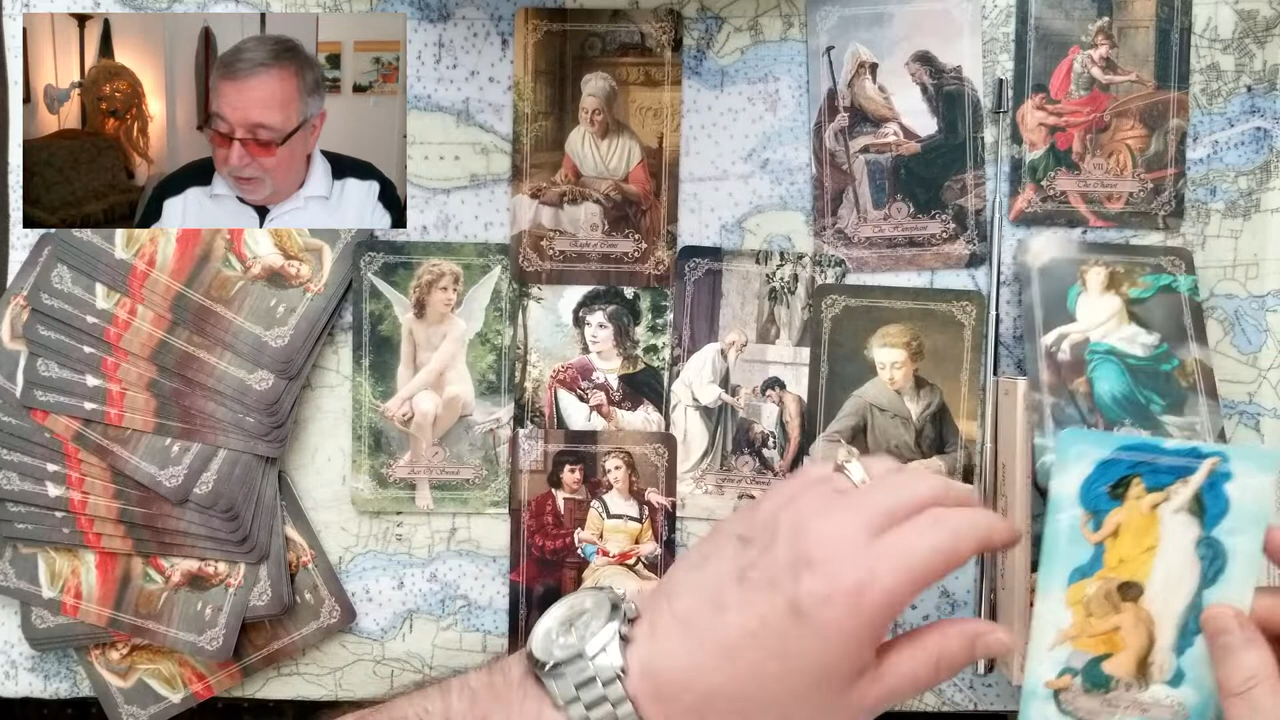 Eight of Coins
V
The Hierophant
VII
The Chariot
Ace Of Swords
Five of Swords